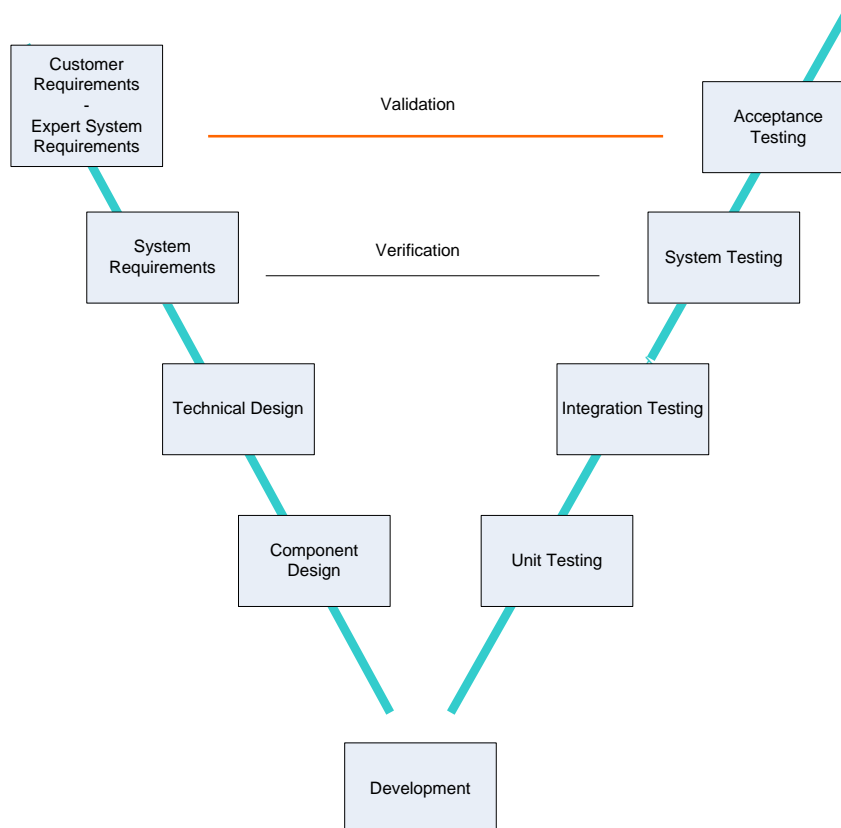 Customer
Requirements
-
Expert System
Requirements
Validation
Acceptance
Testing
System
Requirements
Verification
System Testing
Technical Design
Integration Testing
Component
Design
Unit Testing
Development